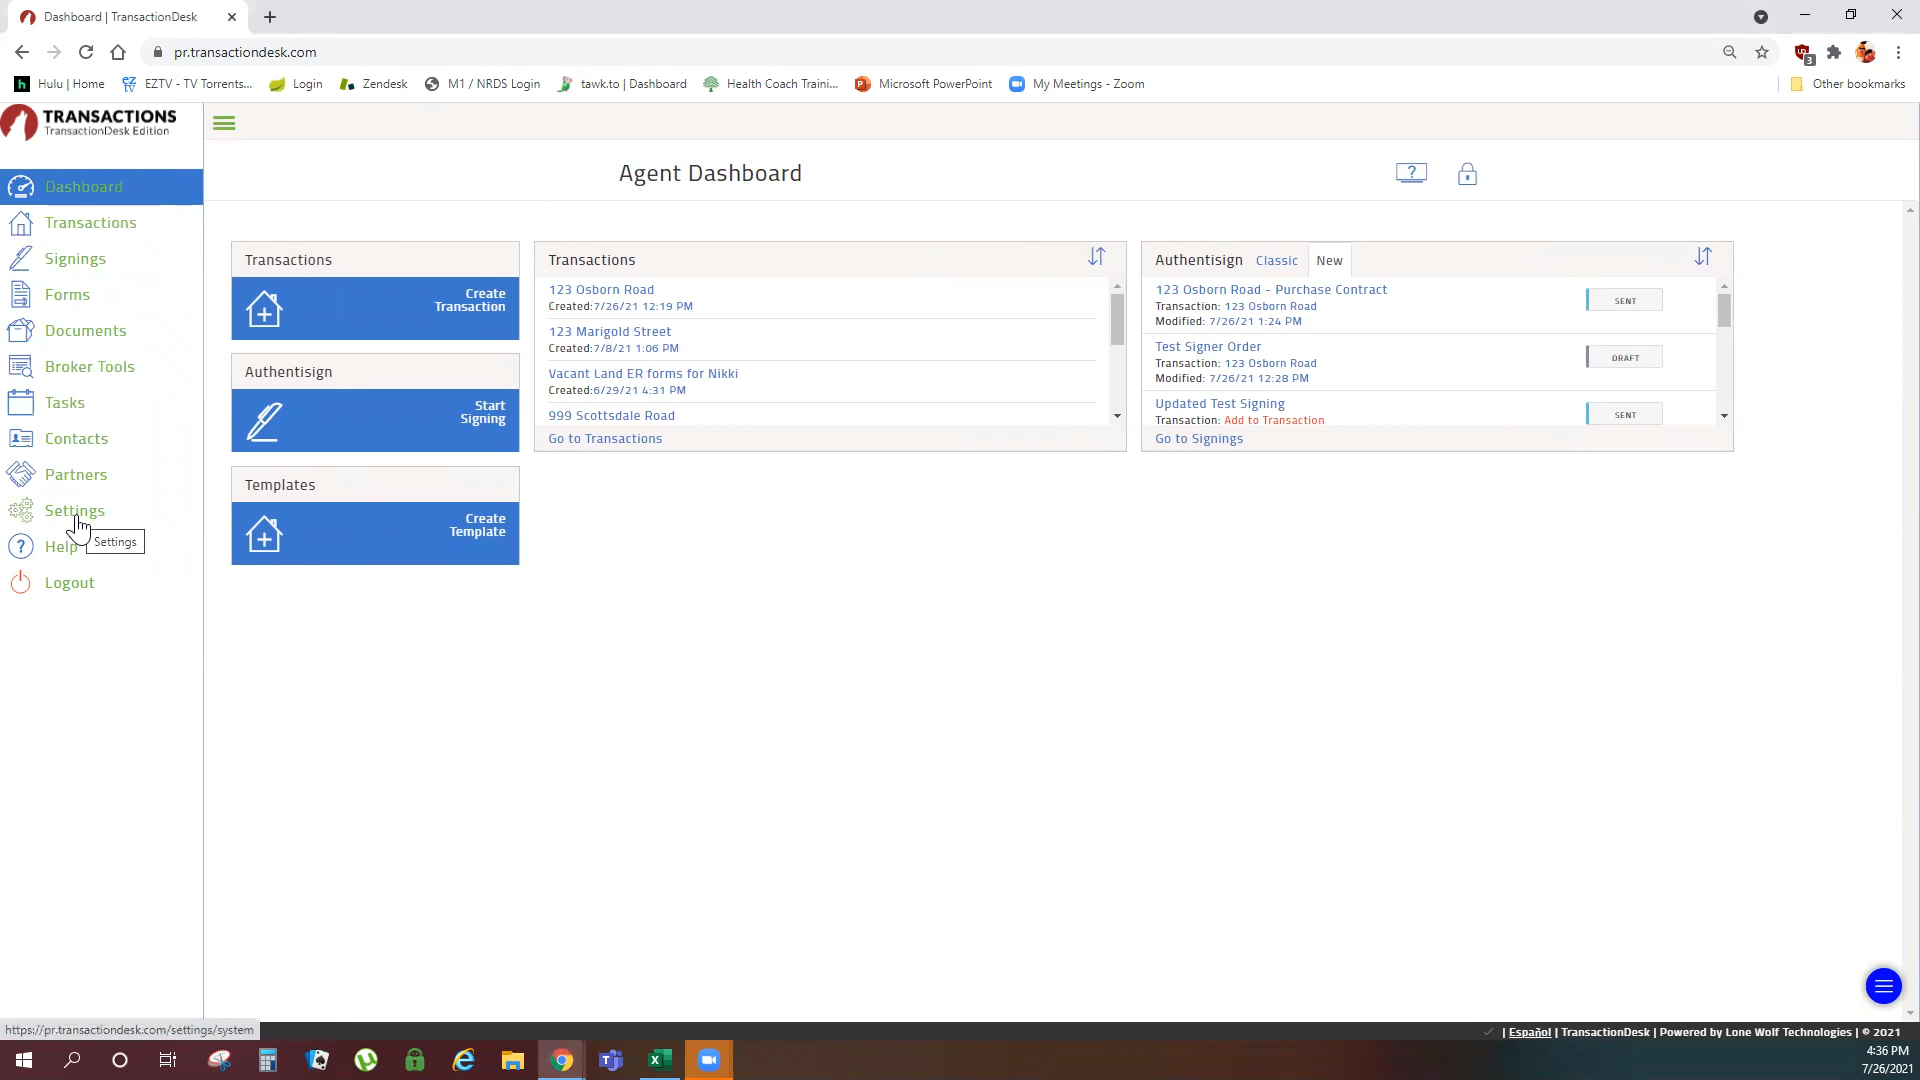 Dashboard | TransactionDesk
pr.transactiondesk.com
3
h Hulu | Home
EZTV - TV Torrents...
Login
Zendesk
M1 / NRDS Login
tawk.to | Dashboard
Health Coach Traini...
Microsoft PowerPoint
My Meetings - Zoom
Other bookmarks
TRANSACTIONS
TransactionDesk Edition
Agent Dashboard
Dashboard
Transactions
Signings
Forms
Documents
Broker Tools
Tasks
Contacts
Partners
Settings
Settings
Help
Logout
Transactions
Create
Transaction
Authentisign
Start
Signing
Templates
Create
Template
Transactions
123 Osborn Road
Created:7/26/21 12:19 PM
123 Marigold Street
Created:7/8/21 1:06 PM
Vacant Land ER forms for Nikki
Created:6/29/21 4:31 PM
999 Scottsdale Road
Go to Transactions
Authentisign Classic New
123 Osborn Road - Purchase Contract
Transaction: 123 Osborn Road
Modified: 7/26/21 1:24 PM
SENT
Test Signer Order
Transaction: 123 Osborn Road
Modified: 7/26/21 12:28 PM
DRAFT
Updated Test Signing
Transaction: Add to Transaction
SENT
Go to Signings
https://pr.transactiondesk.com/settings/system
| Español | TransactionDesk | Powered by Lone Wolf Technologies | © 2021
4:36 PM
7/26/2021